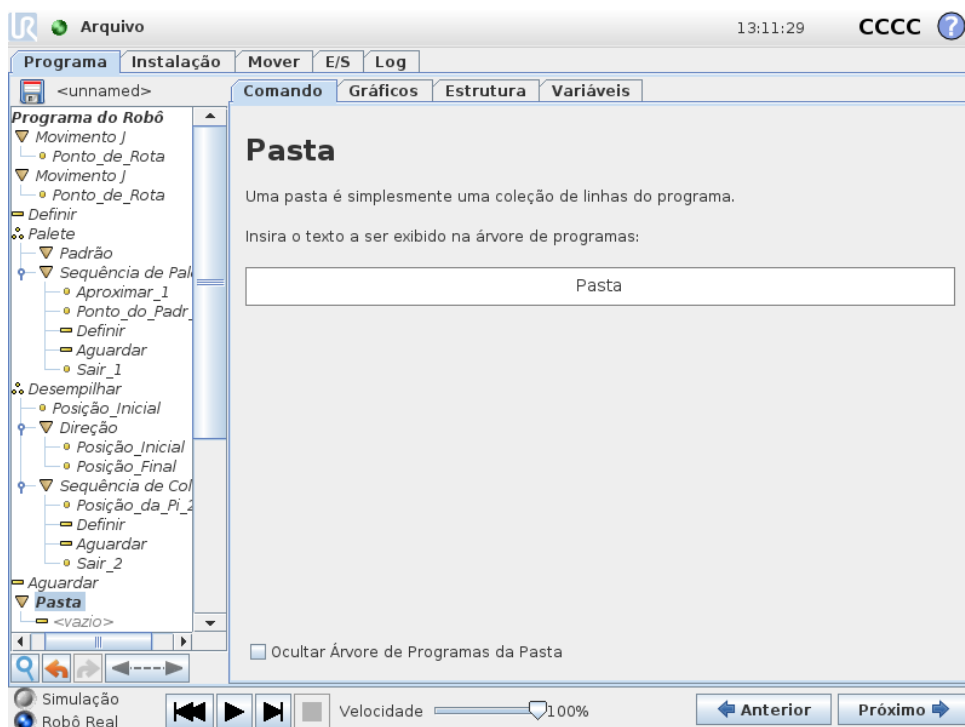 UR Arquivo 13:11:29 CCCC ?
Programa Instalação Mover E/S Log
<unnamed>
Comando Gráficos Estrutura Variáveis
Programa do Robô
Movimento J
Ponto_de_Rota
Movimento J
Ponto_de_Rota
Definir
Palete
Padrão
Sequência de Pal
Aproximar_1
Ponto_do_Padr_
Definir
Aguardar
Sair_1
Desempilhar
Posição_Inicial
Direção
Posição_Inicial
Posição_Final
Sequência de Col
Posição_da_Pi_2
Definir
Aguardar
Sair_2
Aguardar
Pasta
<vazio>
Pasta
Uma pasta é simplesmente uma coleção de linhas do programa.
Insira o texto a ser exibido na árvore de programas:
Pasta
Ocultar Árvore de Programas da Pasta
Simulação
Robô Real
Velocidade 100%
Anterior Próximo